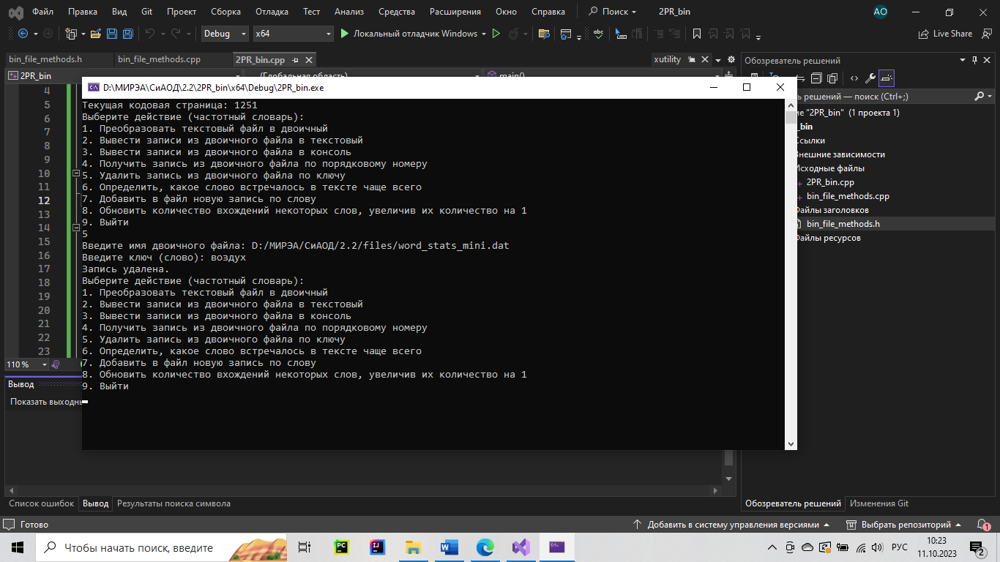 Файл Правка Вид Git Проект Сборка Отладка Тест Анализ Средства Расширения Окно Справка Поиск 2PR_bin AO
Debug x64 Локальный отладчик Windows Live Share
bin_file_methods.h bin_file_methods.cpp 2PR_bin.cpp xutility
2PR_bin (Глобальная область) main()
Обозреватель решений
D:\МИРЭА\СиАОД\2.2\2PR_bin\x64\Debug\2PR_bin.exe
4
5
6
7
8
9
10
11
12
13
14
15
16
17
18
19
20
21
22
23
Текущая кодовая страница: 1251
Выберите действие (частотный словарь):
1. Преобразовать текстовый файл в двоичный
2. Вывести записи из двоичного файла в текстовый
3. Вывести записи из двоичного файла в консоль
4. Получить запись из двоичного файла по порядковому номеру
5. Удалить запись из двоичного файла по ключу
6. Определить, какое слово встречалось в тексте чаще всего
7. Добавить в файл новую запись по слову
8. Обновить количество вхождений некоторых слов, увеличив их количество на 1
9. Выйти
5
Введите имя двоичного файла: D:/МИРЭА/СиАОД/2.2/files/word_stats_mini.dat
Введите ключ (слово): воздух
Запись удалена.
Выберите действие (частотный словарь):
1. Преобразовать текстовый файл в двоичный
2. Вывести записи из двоичного файла в текстовый
3. Вывести записи из двоичного файла в консоль
4. Получить запись из двоичного файла по порядковому номеру
5. Удалить запись из двоичного файла по ключу
6. Определить, какое слово встречалось в тексте чаще всего
7. Добавить в файл новую запись по слову
8. Обновить количество вхождений некоторых слов, увеличив их количество на 1
9. Выйти
ь решений — поиск (Ctrl+;)
ие "2PR_bin" (1 проекта 1)
_bin
Ссылки
Внешние зависимости
Исходные файлы
2PR_bin.cpp
bin_file_methods.cpp
Файлы заголовков
bin_file_methods.h
Файлы ресурсов
110 %
Вывод
Показать выходны
Список ошибок Вывод Результаты поиска символа
Обозреватель решений Изменения Git
Готово Добавить в систему управления версиями Выбрать репозиторий 1
Чтобы начать поиск, введите РУС 10:23
11.10.2023 2